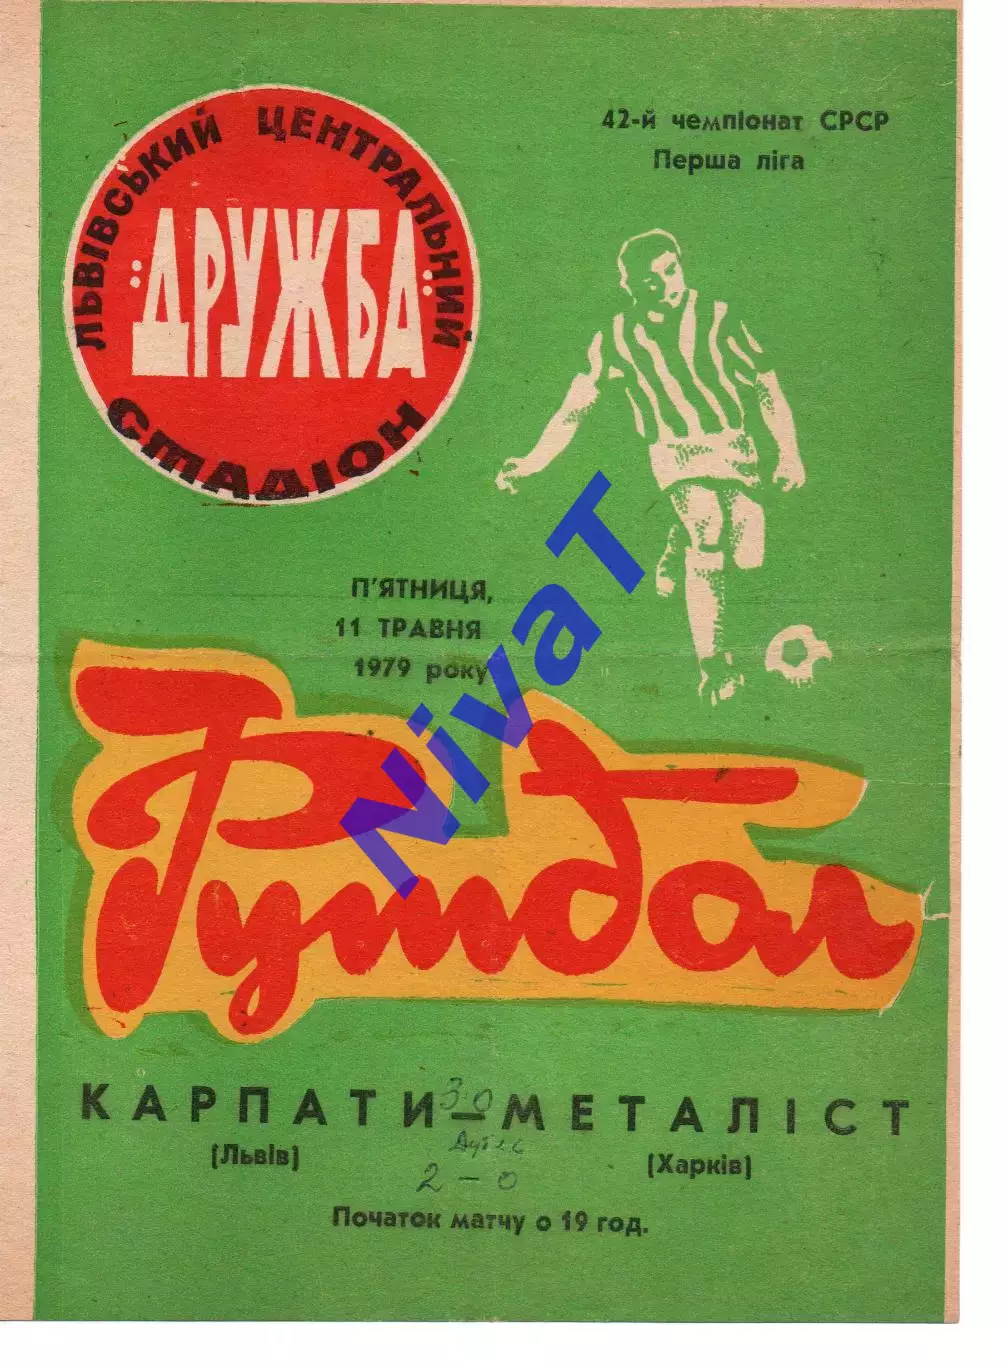 ЛЬВІВСЬКИЙ ЦЕНТРАЛЬНИЙ
"ДРУЖБА"
СТАДІОН
42-й чемпіонат СРСР
Перша ліга
П'ЯТНИЦЯ,
11 ТРАВНЯ
1979 року
NivaT
Футбол
КАРПАТИ — МЕТАЛІСТ
3:0
(Львів)
(Харків)
2-0
Початок матчу о 19 год.